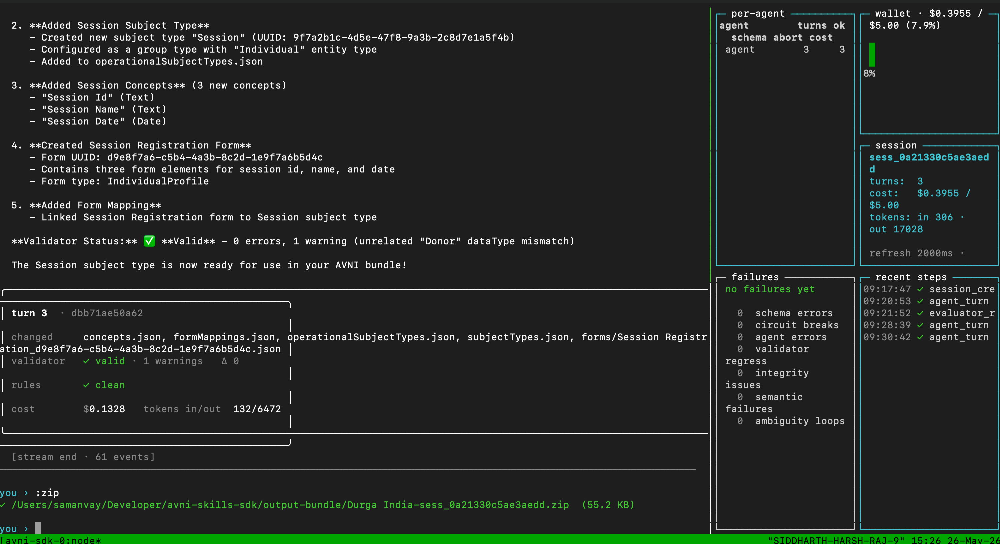 2. **Added Session Subject Type**
– Created new subject type "Session" (UUID: 9f7a2b1c-4d5e-47f8-9a3b-2c8d7e1a5f4b)
– Configured as a group type with "Individual" entity type
– Added to operationalSubjectTypes.json
3. **Added Session Concepts** (3 new concepts)
– "Session Id" (Text)
– "Session Name" (Text)
– "Session Date" (Date)
4. **Created Session Registration Form**
– Form UUID: d9e8f7a6-c5b4-4a3b-8c2d-1e9f7a6b5d4c
– Contains three form elements for session id, name, and date
– Form type: IndividualProfile
5. **Added Form Mapping**
– Linked Session Registration form to Session subject type
**Validator Status:** ✅ **Valid** – 0 errors, 1 warning (unrelated "Donor" dataType mismatch)
The Session subject type is now ready for use in your AVNI bundle!
turn 3 · dbb71ae50a62
changed concepts.json, formMappings.json, operationalSubjectTypes.json, subjectTypes.json, forms/Session Registr
ation_d9e8f7a6-c5b4-4a3b-8c2d-1e9f7a6b5d4c.json
validator ✓ valid · 1 warnings Δ 0
rules ✓ clean
cost $0.1328 tokens in/out 132/6472
[stream end · 61 events]
you › :zip
✓ /Users/samanvay/Developer/avni-skills-sdk/output-bundle/Durga India-sess_0a21330c5ae3aedd.zip (55.2 KB)
you ›
per-agent
agent turns ok
schema abort cost
agent 3 3
wallet · $0.3955 /
$5.00 (7.9%)
8%
session
sess_0a21330c5ae3aed
d
turns: 3
cost: $0.3955 /
$5.00
tokens: in 306 ·
out 17028
refresh 2000ms ·
failures
no failures yet
0 schema errors
0 circuit breaks
0 agent errors
0 validator
regress
0 integrity
issues
0 semantic
failures
0 ambiguity loops
recent steps
09:17:47 ✓ session_cre
09:20:53 ✓ agent_turn
09:21:52 ✓ evaluator_r
09:28:39 ✓ agent_turn
09:30:42 ✓ agent_turn
[avni-sdk-0:node* "SIDDHARTH-HARSH-RAJ-9" 15:26 26-May-26